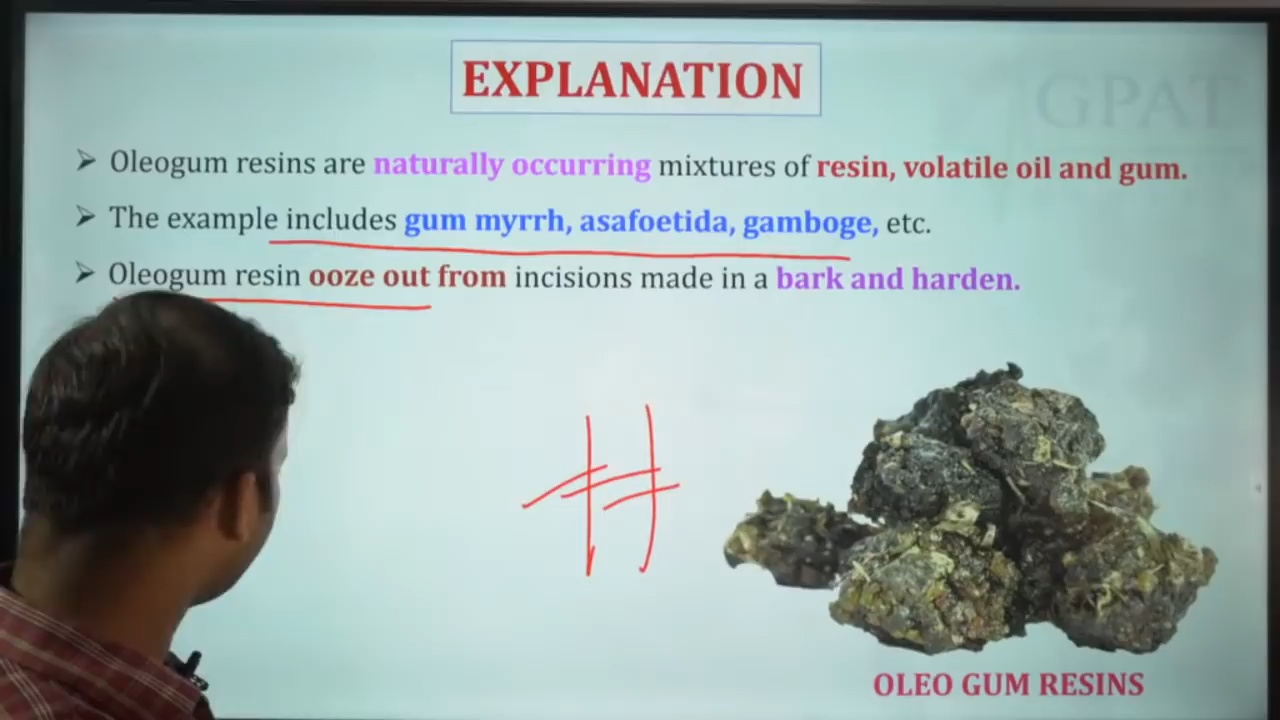 EXPLANATION
GPAT
➤ Oleogum resins are naturally occurring mixtures of resin, volatile oil and gum.
➤ The example includes gum myrrh, asafoetida, gamboge, etc.
➤ Oleogum resin ooze out from incisions made in a bark and harden.
OLEO GUM RESINS